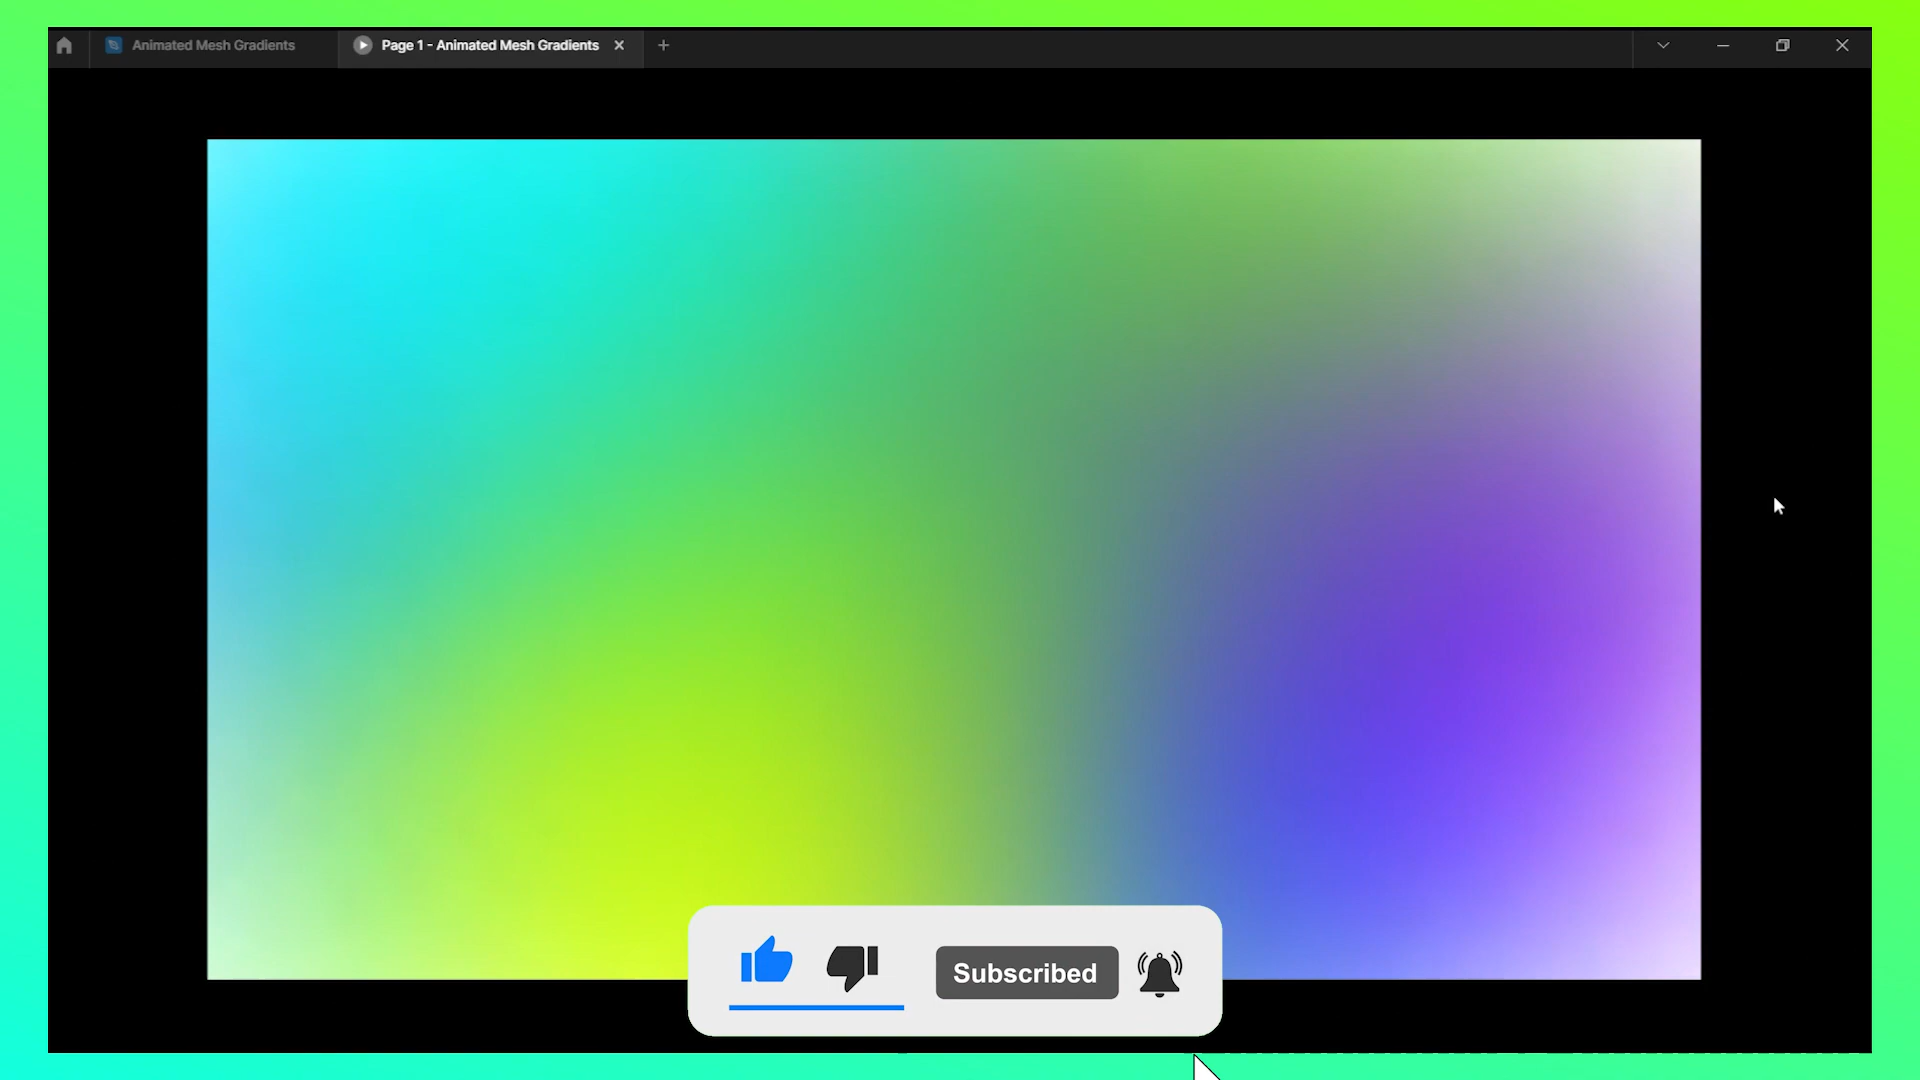 Animated Mesh Gradients
Page 1 - Animated Mesh Gradients
Subscribed